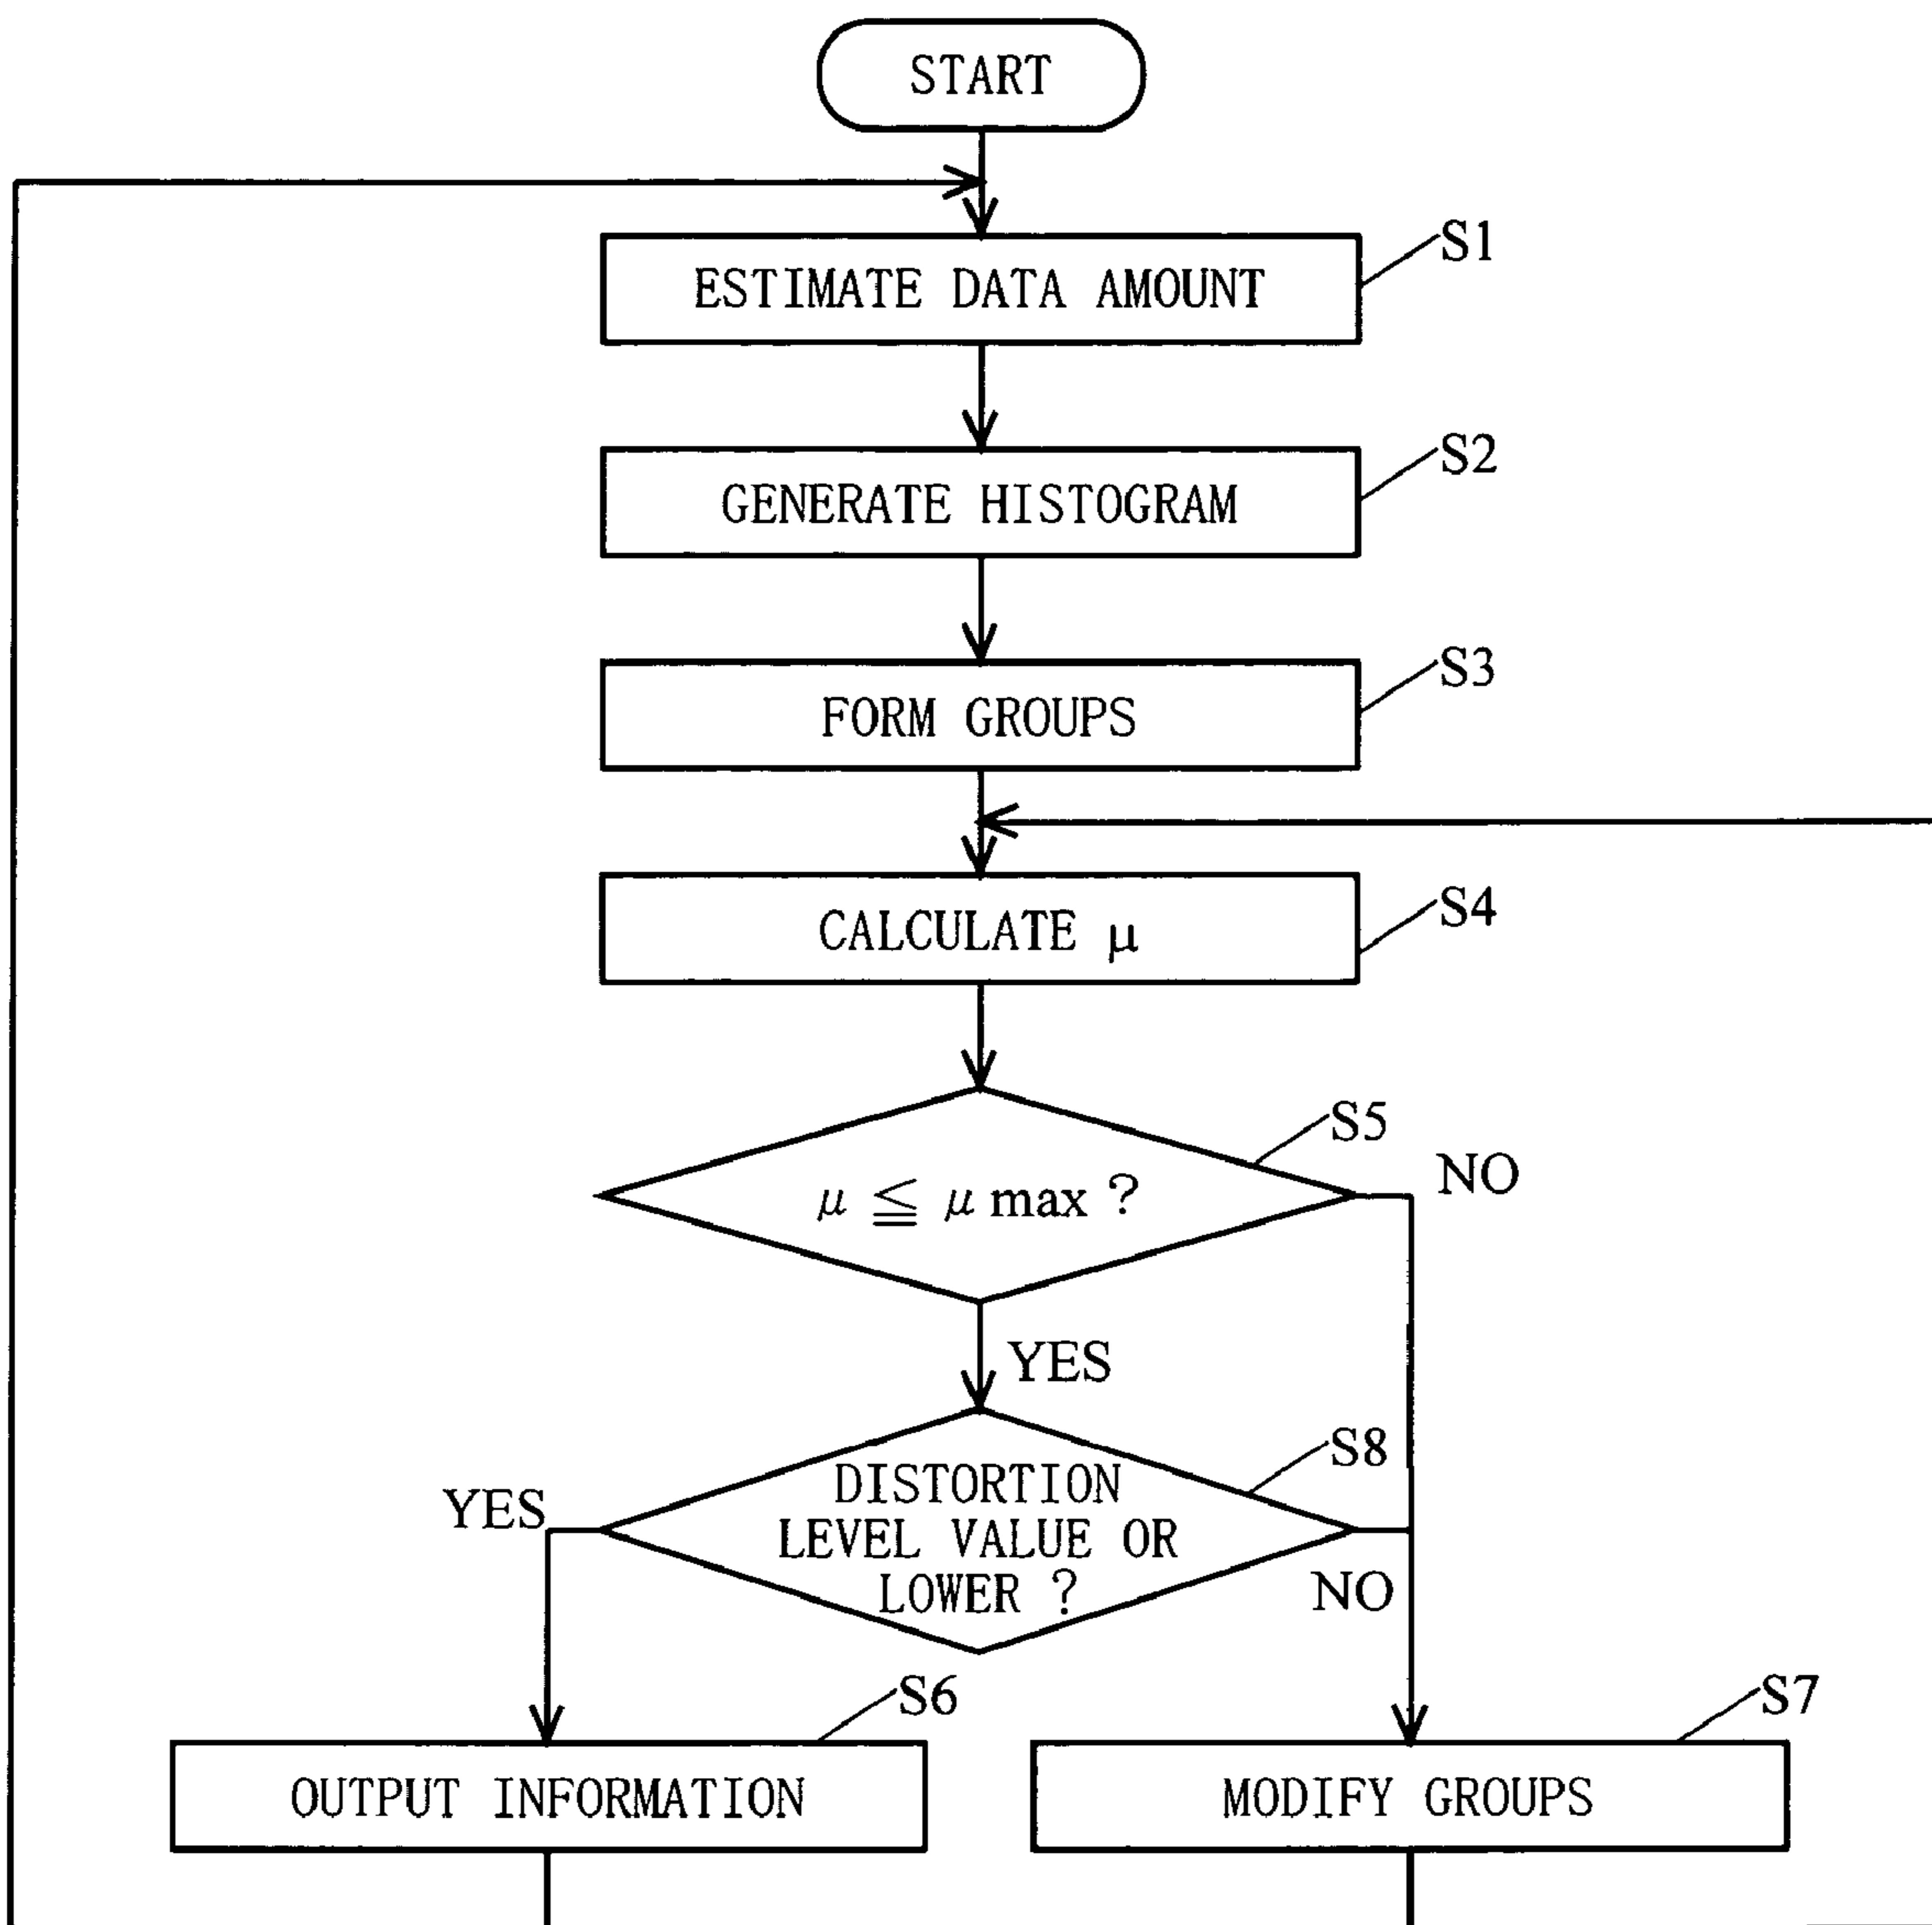 START
S1
ESTIMATE DATA AMOUNT
S2
GENERATE HISTOGRAM
S3
FORM GROUPS
S4
CALCULATE μ
S5
μ ≦ μ max ?
NO
YES
S8
DISTORTION
LEVEL VALUE OR
LOWER ?
YES
NO
S6
OUTPUT INFORMATION
S7
MODIFY GROUPS